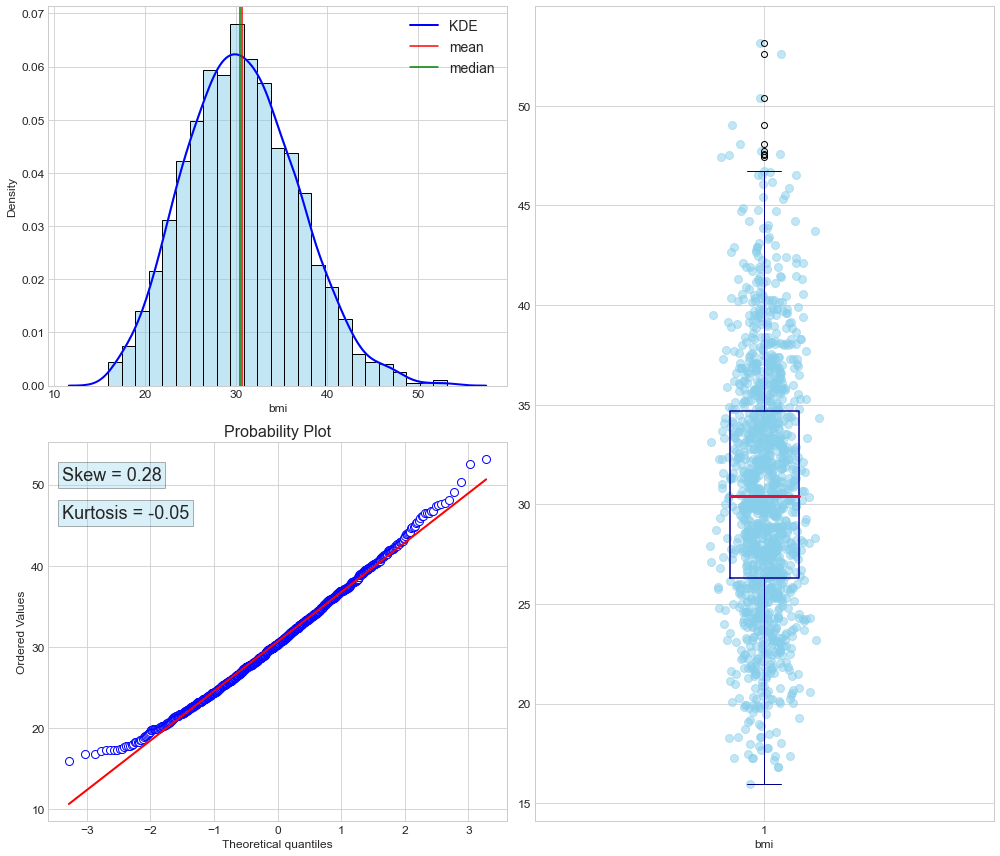 0.07
0.06
0.05
0.04
0.03
0.02
0.01
0.00
Density
10 20 30 40 50
bmi
KDE
mean
median
Probability Plot
Skew = 0.28
Kurtosis = -0.05
50
40
30
20
10
Ordered Values
−3 −2 −1 0 1 2 3
Theoretical quantiles
50
45
40
35
30
25
20
15
1
bmi